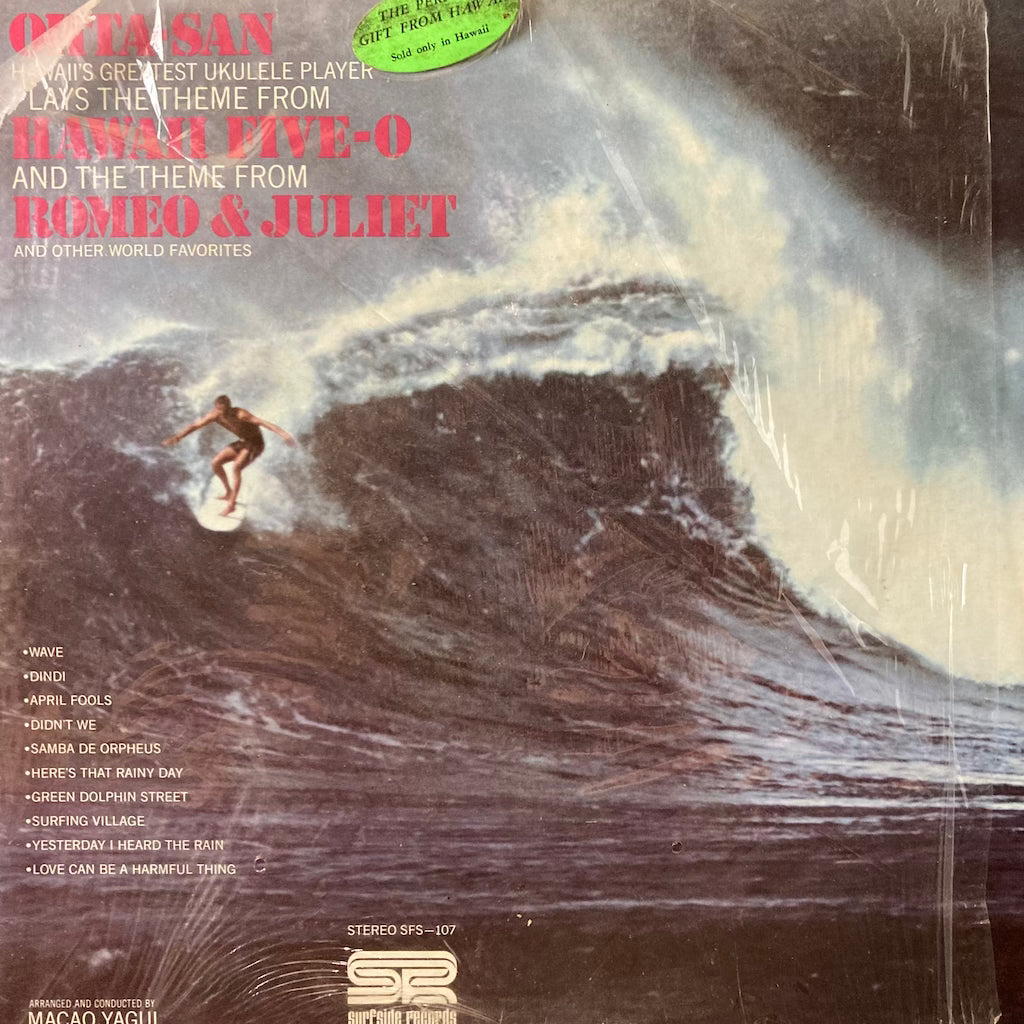 OHTA-SAN
HAWAII'S GREATEST UKULELE PLAYER
PLAYS THE THEME FROM
HAWAII FIVE-O
AND THE THEME FROM
ROMEO & JULIET
AND OTHER WORLD FAVORITES
THE
GIFT FROM HAWAII
Sold only in Hawaii
•WAVE
•DINDI
•APRIL FOOLS
•DIDN'T WE
•SAMBA DE ORPHEUS
•HERE'S THAT RAINY DAY
•GREEN DOLPHIN STREET
•SURFING VILLAGE
•YESTERDAY I HEARD THE RAIN
•LOVE CAN BE A HARMFUL THING
STEREO SFS—107
SR
surfside records
ARRANGED AND CONDUCTED BY
MACAO YAGUI